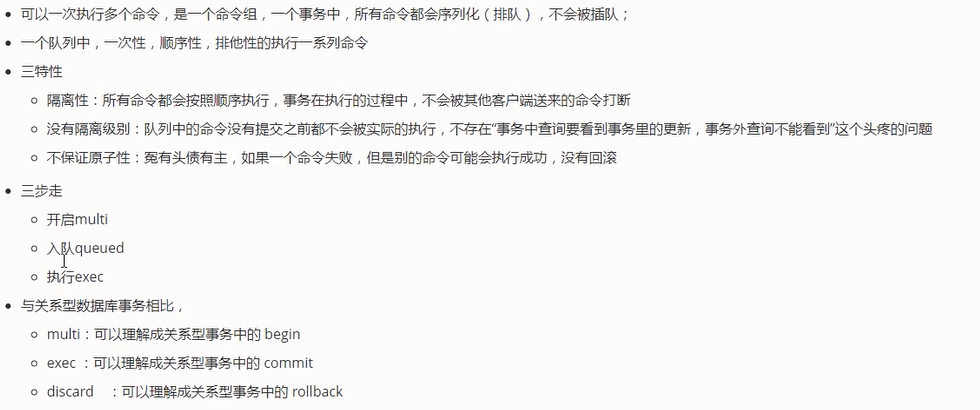 可以一次执行多个命令，是一个命令组，一个事务中，所有命令都会序列化（排队），不会被插队；
一个队列中，一次性，顺序性，排他性的执行一系列命令
三特性
隔离性：所有命令都会按照顺序执行，事务在执行的过程中，不会被其他客户端送来的命令打断
没有隔离级别：队列中的命令没有提交之前都不会被实际的执行，不存在“事务中查询要看到事务里的更新，事务外查询不能看到”这个头疼的问题
不保证原子性：冤有头债有主，如果一个命令失败，但是别的命令可能会执行成功，没有回滚
三步走
开启multi
入队queued
执行exec
与关系型数据库事务相比，
multi：可以理解成关系型事务中的 begin
exec ：可以理解成关系型事务中的 commit
discard ：可以理解成关系型事务中的 rollback